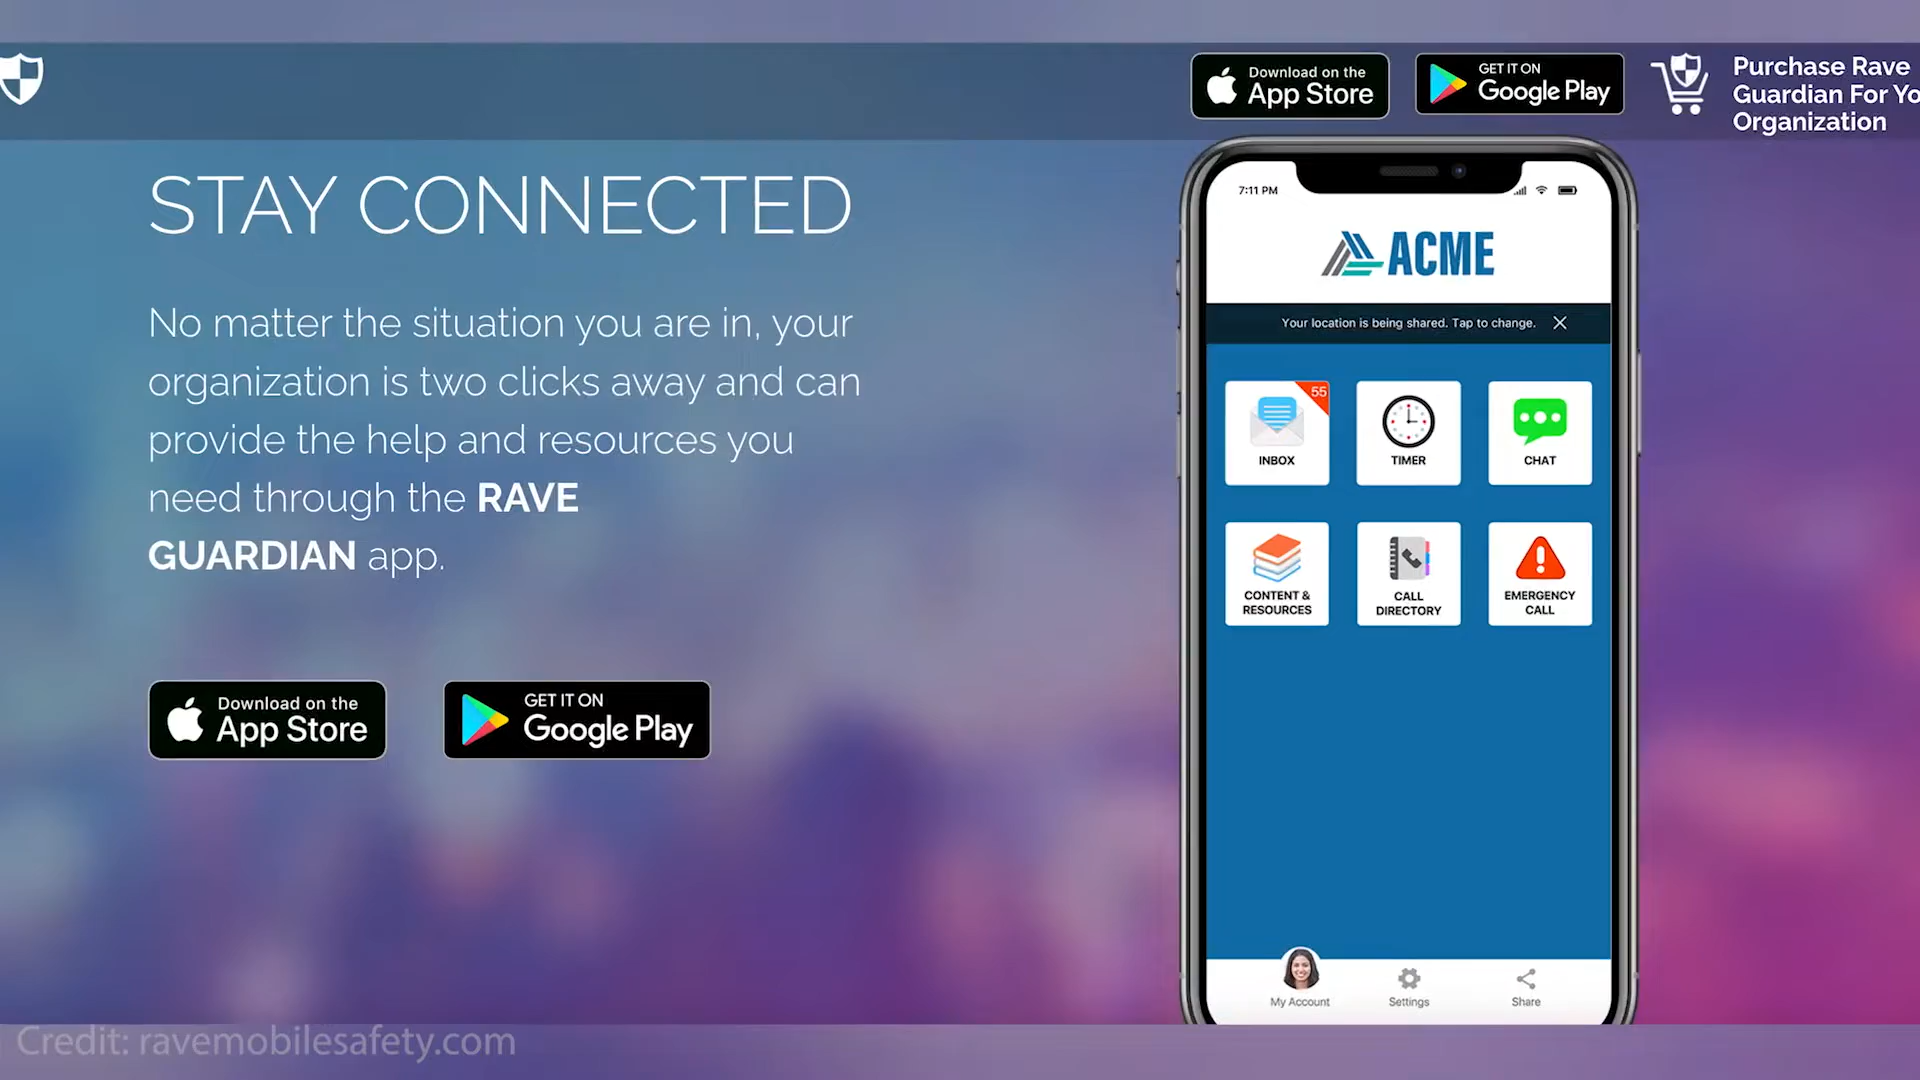 Download on the
App Store
GET IT ON
Google Play
Purchase Rave
Guardian For Yo
Organization
STAY CONNECTED
No matter the situation you are in, your
organization is two clicks away and can
provide the help and resources you
need through the RAVE
GUARDIAN app.
Download on the
App Store
GET IT ON
Google Play
7:11 PM
ACME
Your location is being shared. Tap to change.
55
INBOX
TIMER
CHAT
CONTENT &
RESOURCES
CALL
DIRECTORY
EMERGENCY
CALL
My Account
Settings
Share
Credit: ravemobilesafety.com